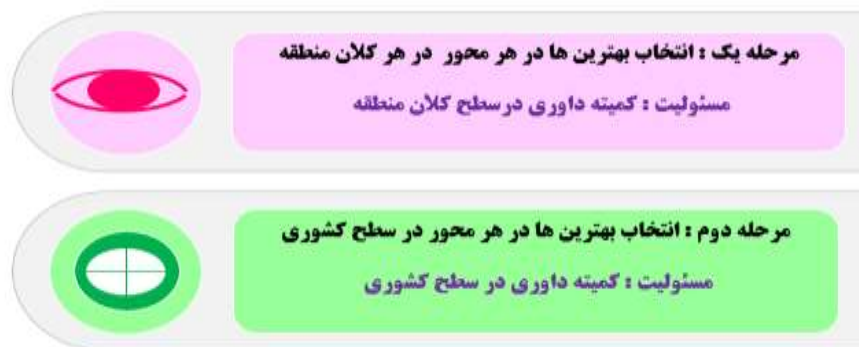 مرحله یک : انتخاب بهترین ها در هر محور در هر کلان منطقه
مسئولیت : کمیته داوری درسطح کلان منطقه
مرحله دوم : انتخاب بهترین ها در هر محور در سطح کشوری
مسئولیت : کمیته داوری در سطح کشوری